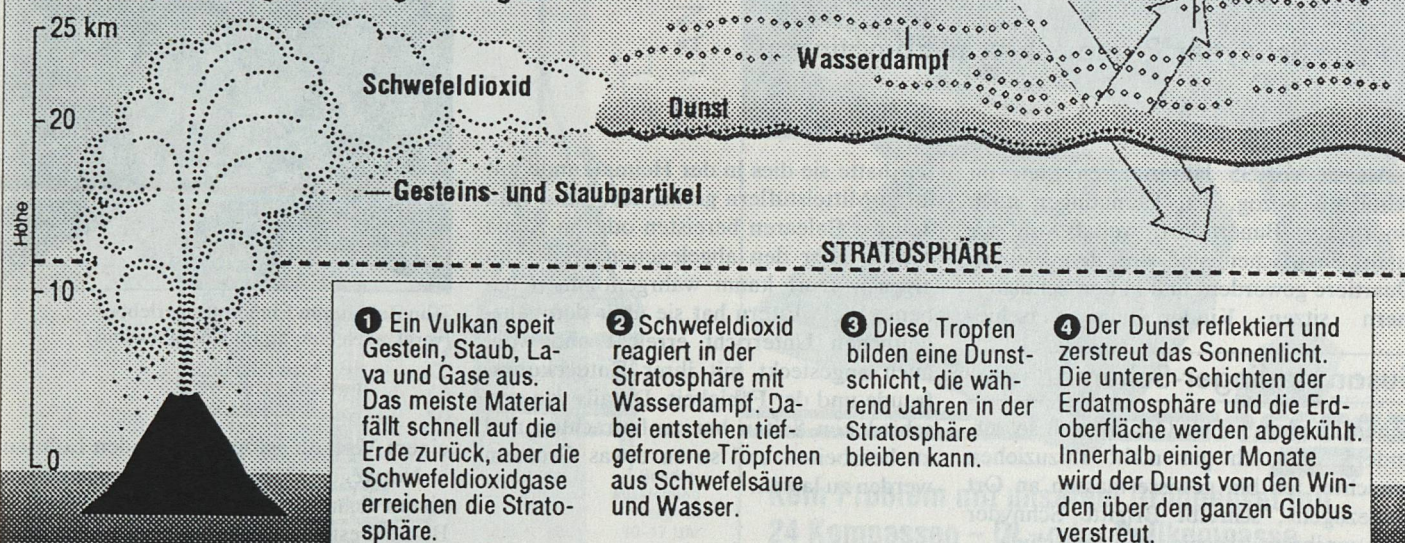 25 km
20
10
0
Höhe
Schwefeldioxid
Wasserdampf
Dunst
Gesteins- und Staubpartikel
STRATOSPHÄRE
❶ Ein Vulkan speit
Gestein, Staub, La-
va und Gase aus.
Das meiste Material
fällt schnell auf die
Erde zurück, aber die
Schwefeldioxidgase
erreichen die Strato-
sphäre.
❷ Schwefeldioxid
reagiert in der
Stratosphäre mit
Wasserdampf. Da-
bei entstehen tief-
gefrorene Tröpfchen
aus Schwefelsäure
und Wasser.
❸ Diese Tropfen
bilden eine Dunst-
schicht, die wäh-
rend Jahren in der
Stratosphäre
bleiben kann.
❹ Der Dunst reflektiert und
zerstreut das Sonnenlicht.
Die unteren Schichten der
Erdatmosphäre und die Erd-
oberfläche werden abgekühlt.
Innerhalb einiger Monate
wird der Dunst von den Win-
den über den ganzen Globus
verstreut.